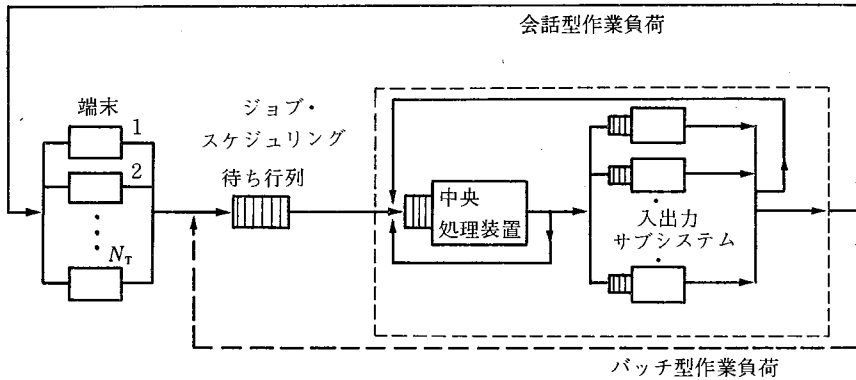 会話型作業負荷
端末
1
2
N_T
ジョブ・
スケジュリング
待ち行列
中央
処理装置
入出力
サブシステム
バッチ型作業負荷